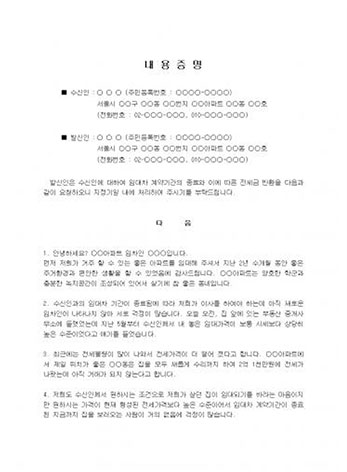 내 용 증 명
■ 수신인 : ○ ○ ○ (주민등록번호 : ○○○○-○○○○)
서울시 ○○구 ○○동 ○○번지 ○○아파트 ○○동 ○○호
(전화번호 : 02-○○○-○○○, 010-○○○-○○○)
■ 발신인 : ○ ○ ○ (주민등록번호 : ○○○○-○○○○)
서울시 ○○구 ○○동 ○○번지 ○○아파트 ○○동 ○○호
(전화번호 : 02-○○○-○○○, 010-○○○-○○○)
발신인은 수신인에 대하여 임대차 계약기간의 종료와 이에 따른 전세금 반환을 다음과
같이 요청하오니 지정기일 내에 처리하여 주시기를 부탁드립니다.
다 음
1. 안녕하세요? ○○아파트 임차인 ○○○입니다.
먼저 저희가 거주 할 수 있는 좋은 아파트를 임대해 주셔서 지난 2년 수개월 동안 좋은
주거환경과 편안한 생활을 할 수 있었음에 감사드립니다. ○○아파트는 양호한 학군과
충분한 녹지공간이 조성되어 있어서 살기에 참 좋은 동네입니다.
2. 수신인과의 임대차 기간이 종료됨에 따라 저희가 이사를 하여야 하는데 아직 새로운
임차인이 나타나지 않아 서로 걱정이 많습니다. 오늘 오전, 집 앞에 있는 부동산 중개사
무소에 들렸었는데 지난 5월부터 수신인께서 내 놓은 임대가격이 보통 시세보다 상당히
높은 수준이었다고 얘기를 들었습니다.
3. 최근에는 전세물량이 많이 나와서 전세가격이 더 떨어 졌다고 합니다. ○○아파트에
서 제일 위치가 좋은 ○○동은 집을 모두 새롭게 수리까지 하여 2억 1천만원에 전세가
나왔는데 아직 거래가 되지 않는다고 합니다.
4. 저희도 수신인께서 원하시는 조건으로 저희가 살던 집이 임대되기를 바라는 마음이지
만 원하시는 가격이 현재 형성된 전세가격보다 높은 수준이어서 임대차 계약기간이 종료
된 지금까지 집을 보러오는 사람이 거의 없음에 걱정이 많습니다.